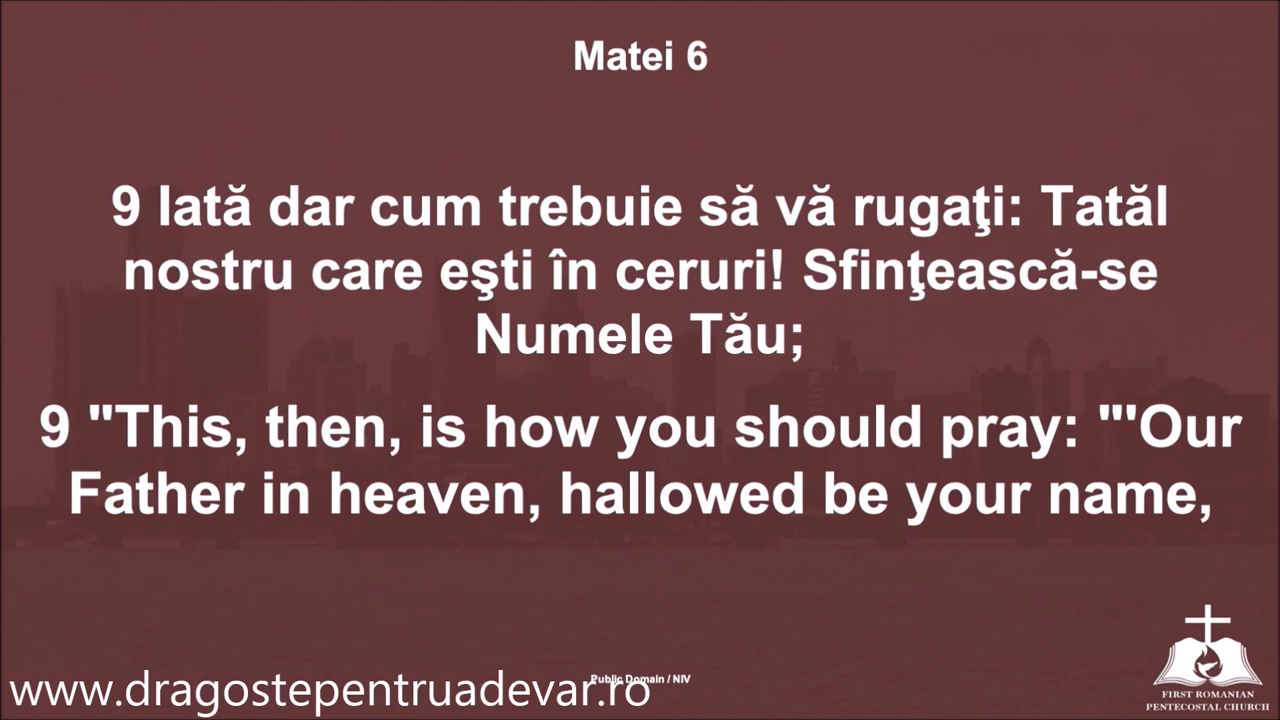 Matei 6
9 Iată dar cum trebuie să vă rugaţi: Tatăl
nostru care eşti în ceruri! Sfinţească-se
Numele Tău;
9 "This, then, is how you should pray: "'Our
Father in heaven, hallowed be your name,
Public Domain / NIV
www.dragostepentruadevar.ro
FIRST ROMANIAN
PENTECOSTAL CHURCH